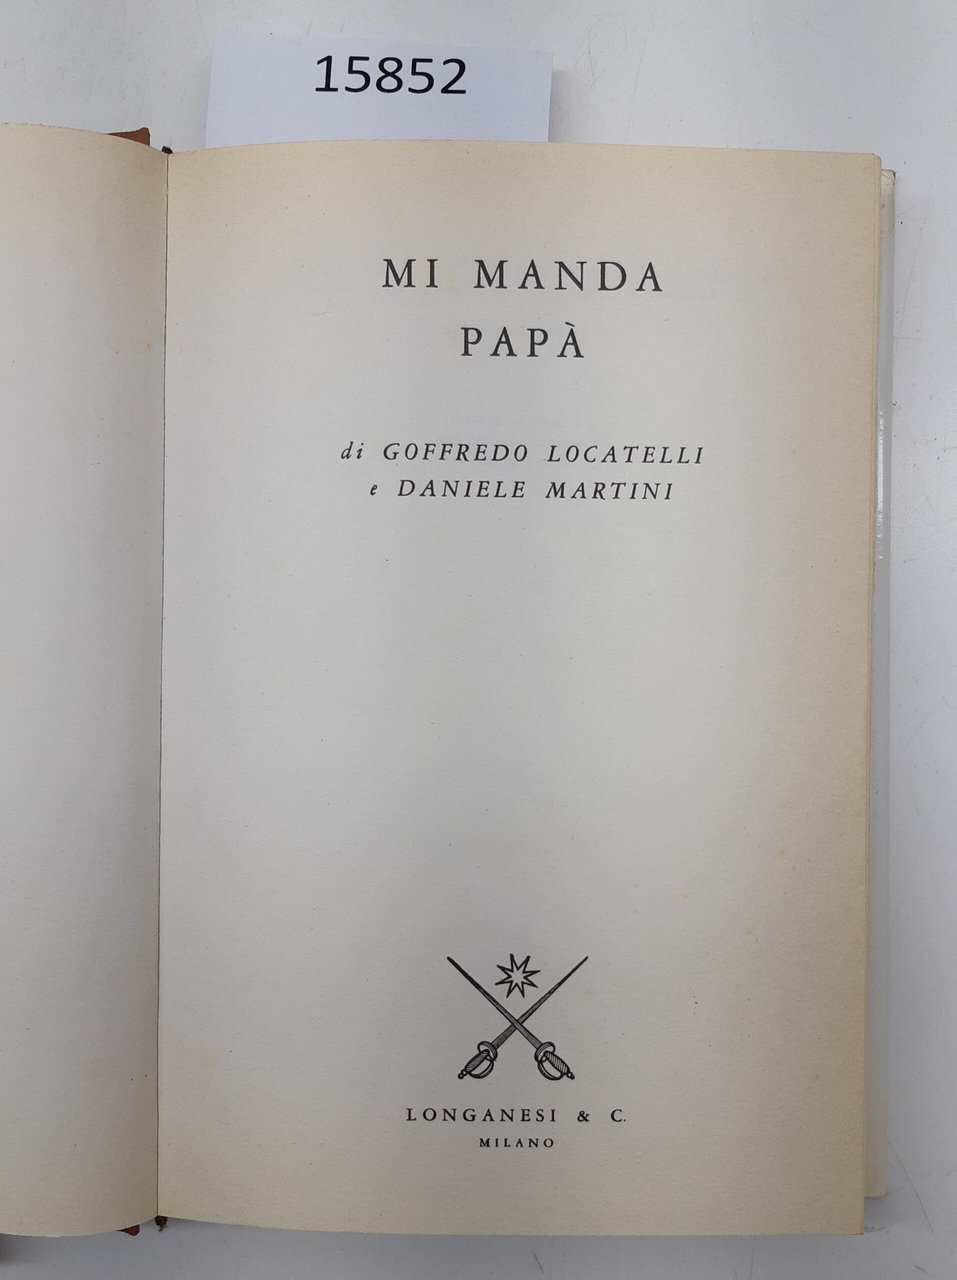 15852
MI MANDA
PAPÀ
di GOFFREDO LOCATELLI
e DANIELE MARTINI
LONGANESI & C.
MILANO